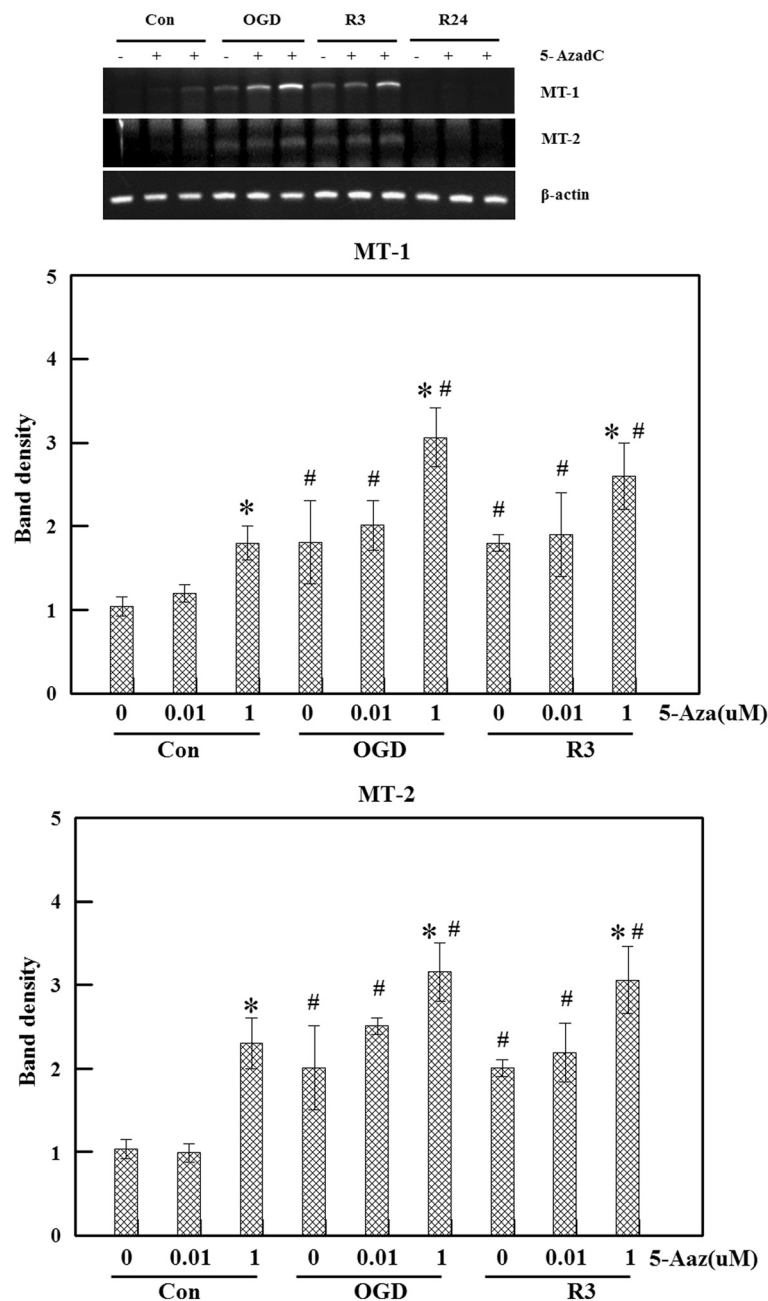 Con OGD R3 R24
- + + - + + - + + - + + 5- AzadC
MT-1
MT-2
β-actin
MT-1
5
4
3
2
1
0
Band density
* # # * # # # * #
0 0.01 1 0 0.01 1 0 0.01 1 5-Aza(uM)
Con OGD R3
MT-2
5
4
3
2
1
0
Band density
* # # * # # # * #
0 0.01 1 0 0.01 1 0 0.01 1 5-Aaz(uM)
Con OGD R3